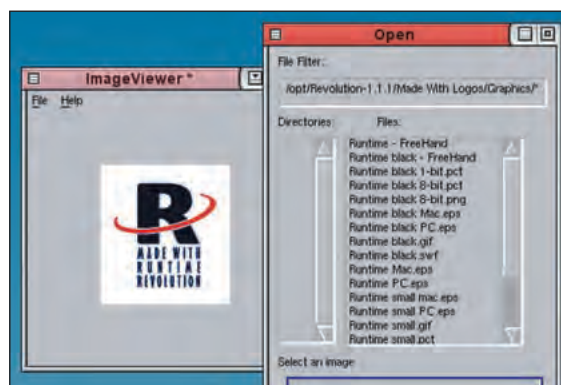 ImageViewer *
File Help
R
MADE WITH
RUNTIME
REVOLUTION
Open
File Filter:
/opt/Revolution-1.1.1/Made With Logos/Graphics/*
Directories: Files:
Runtime - FreeHand
Runtime black - FreeHand
Runtime black 1-bit.pct
Runtime black 8-bit.pct
Runtime black 8-bit.png
Runtime black Mac.eps
Runtime black PC.eps
Runtime black.gif
Runtime black.swf
Runtime Mac.eps
Runtime PC.eps
Runtime small mac.eps
Runtime small PC.eps
Runtime small.gif
Runtime small.pct
Select an image